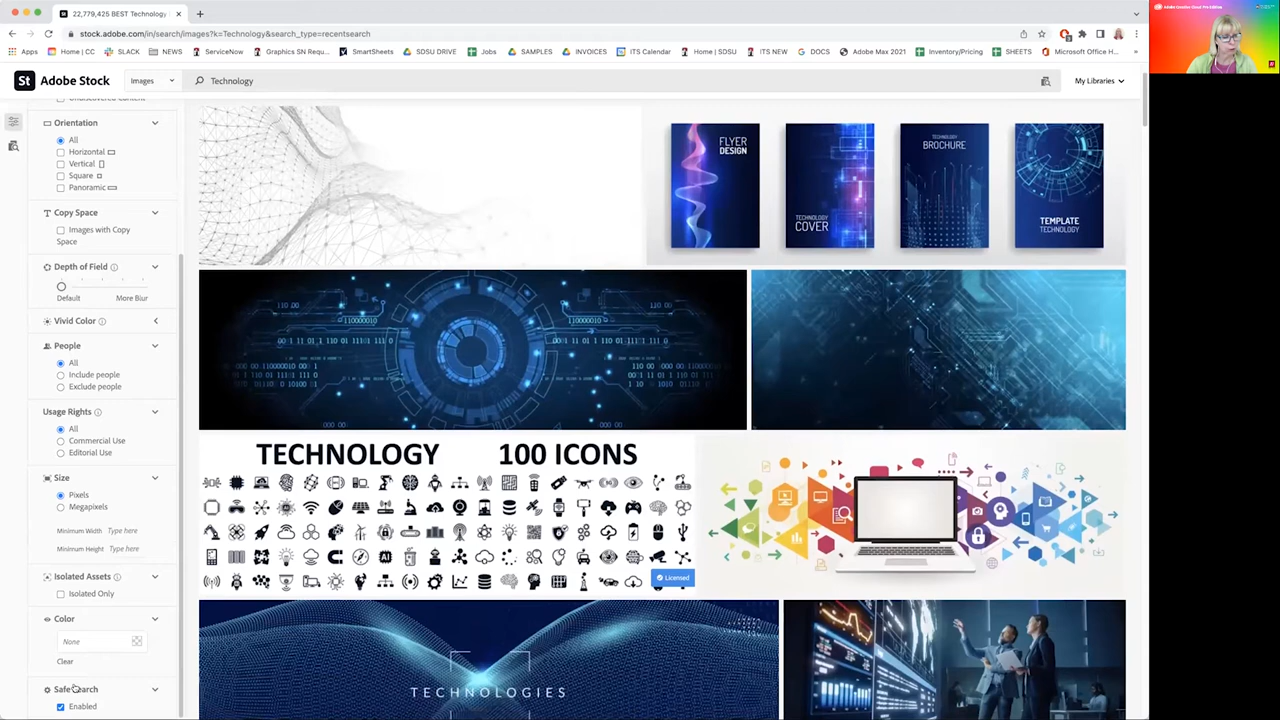 22,779,425 BEST Technology
stock.adobe.com/in/search/images?k=Technology&search_type=recentsearch
Apps
Home | CC
SLACK
NEWS
ServiceNow
Graphics SN Requ...
SmartSheets
SDSU DRIVE
Jobs
SAMPLES
INVOICES
ITS Calendar
Home | SDSU
ITS NEW
DOCS
Adobe Max 2021
Inventory/Pricing
SHEETS
Microsoft Office H...
»
St Adobe Stock
Images
Technology
My Libraries
Undiscovered Content
Orientation
All
Horizontal
Vertical
Square
Panoramic
Copy Space
Images with Copy
Space
Depth of Field
Default More Blur
Vivid Color
People
All
Include people
Exclude people
Usage Rights
All
Commercial Use
Editorial Use
Size
Pixels
Megapixels
Minimum Width Type here
Minimum Height Type here
Isolated Assets
Isolated Only
Color
None
Clear
Safe Search
Enabled
FLYER
DESIGN
TECHNOLOGY
COVER
TECHNOLOGY
BROCHURE
TEMPLATE
TECHNOLOGY
TECHNOLOGY 100 ICONS
Licensed
TECHNOLOGIES